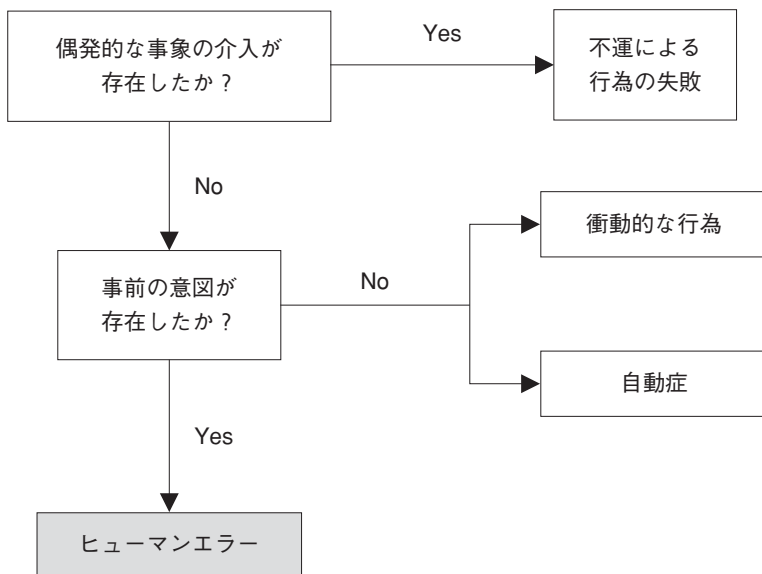 偶発的な事象の介入が
存在したか？
Yes
不運による
行為の失敗
No
衝動的な行為
事前の意図が
存在したか？
No
自動症
Yes
ヒューマンエラー